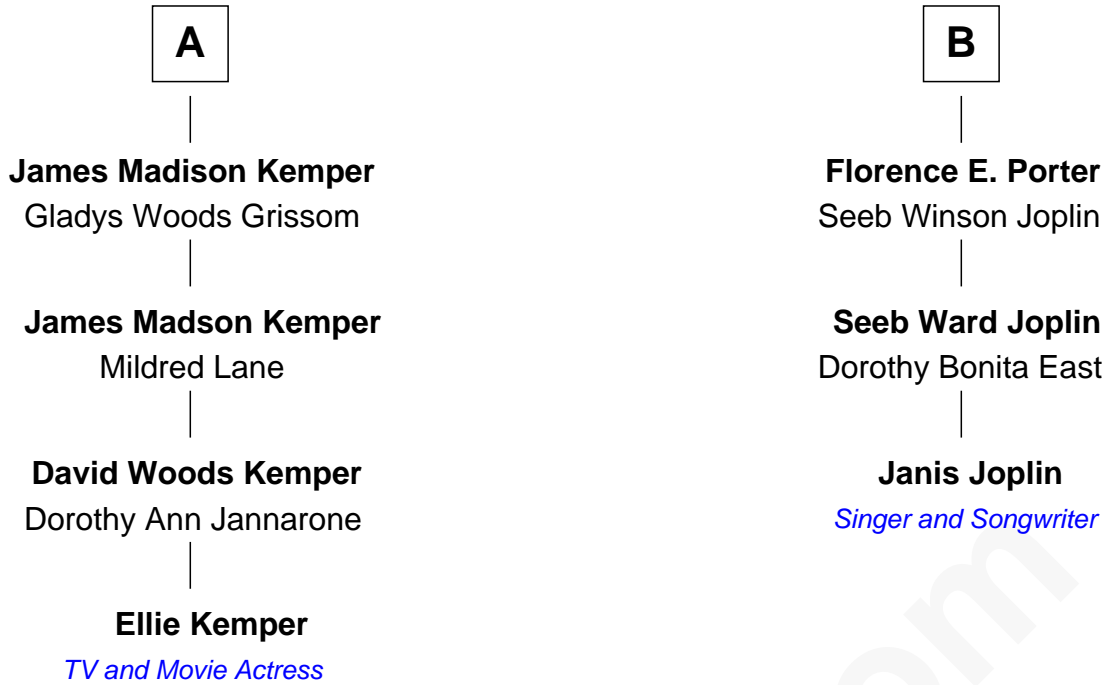 A
B
James Madison Kemper
Florence E. Porter
Gladys Woods Grissom
Seeb Winson Joplin
James Madson Kemper
Seeb Ward Joplin
Mildred Lane
Dorothy Bonita East
David Woods Kemper
Janis Joplin
Dorothy Ann Jannarone
Singer and Songwriter
Ellie Kemper
TV and Movie Actress